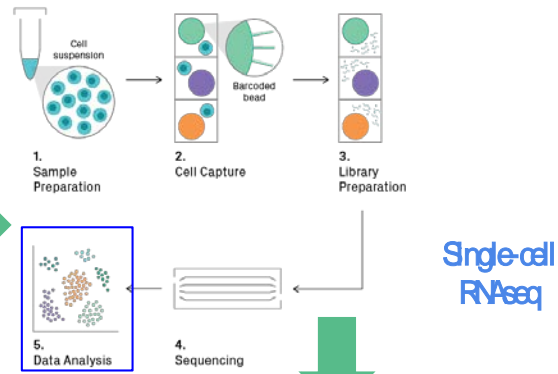 Cell
suspension
Barcoded
bead
1.
Sample
Preparation
2.
Cell Capture
3.
Library
Preparation
Single-cell
RNAseq
5.
Data Analysis
4.
Sequencing